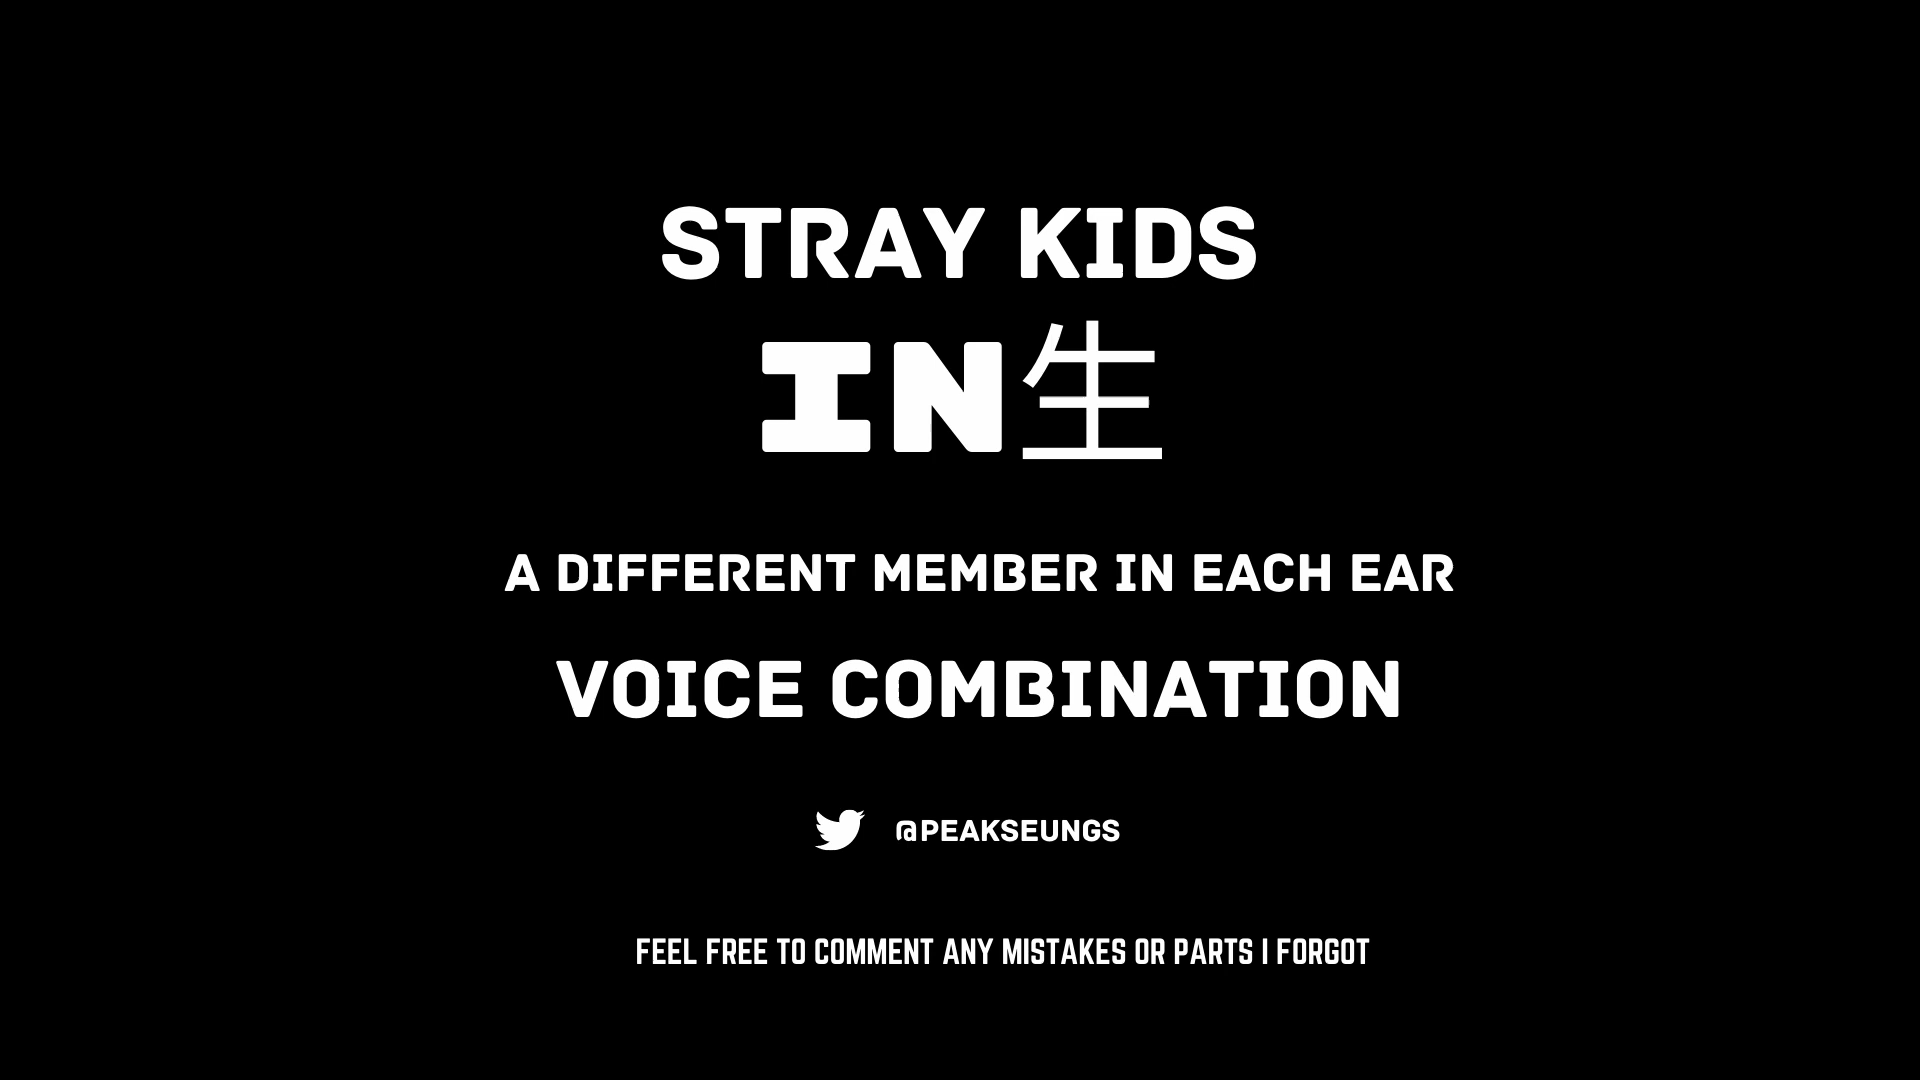 STRAY KIDS
IN生
A DIFFERENT MEMBER IN EACH EAR
VOICE COMBINATION
@PEAKSEUNGS
FEEL FREE TO COMMENT ANY MISTAKES OR PARTS I FORGOT